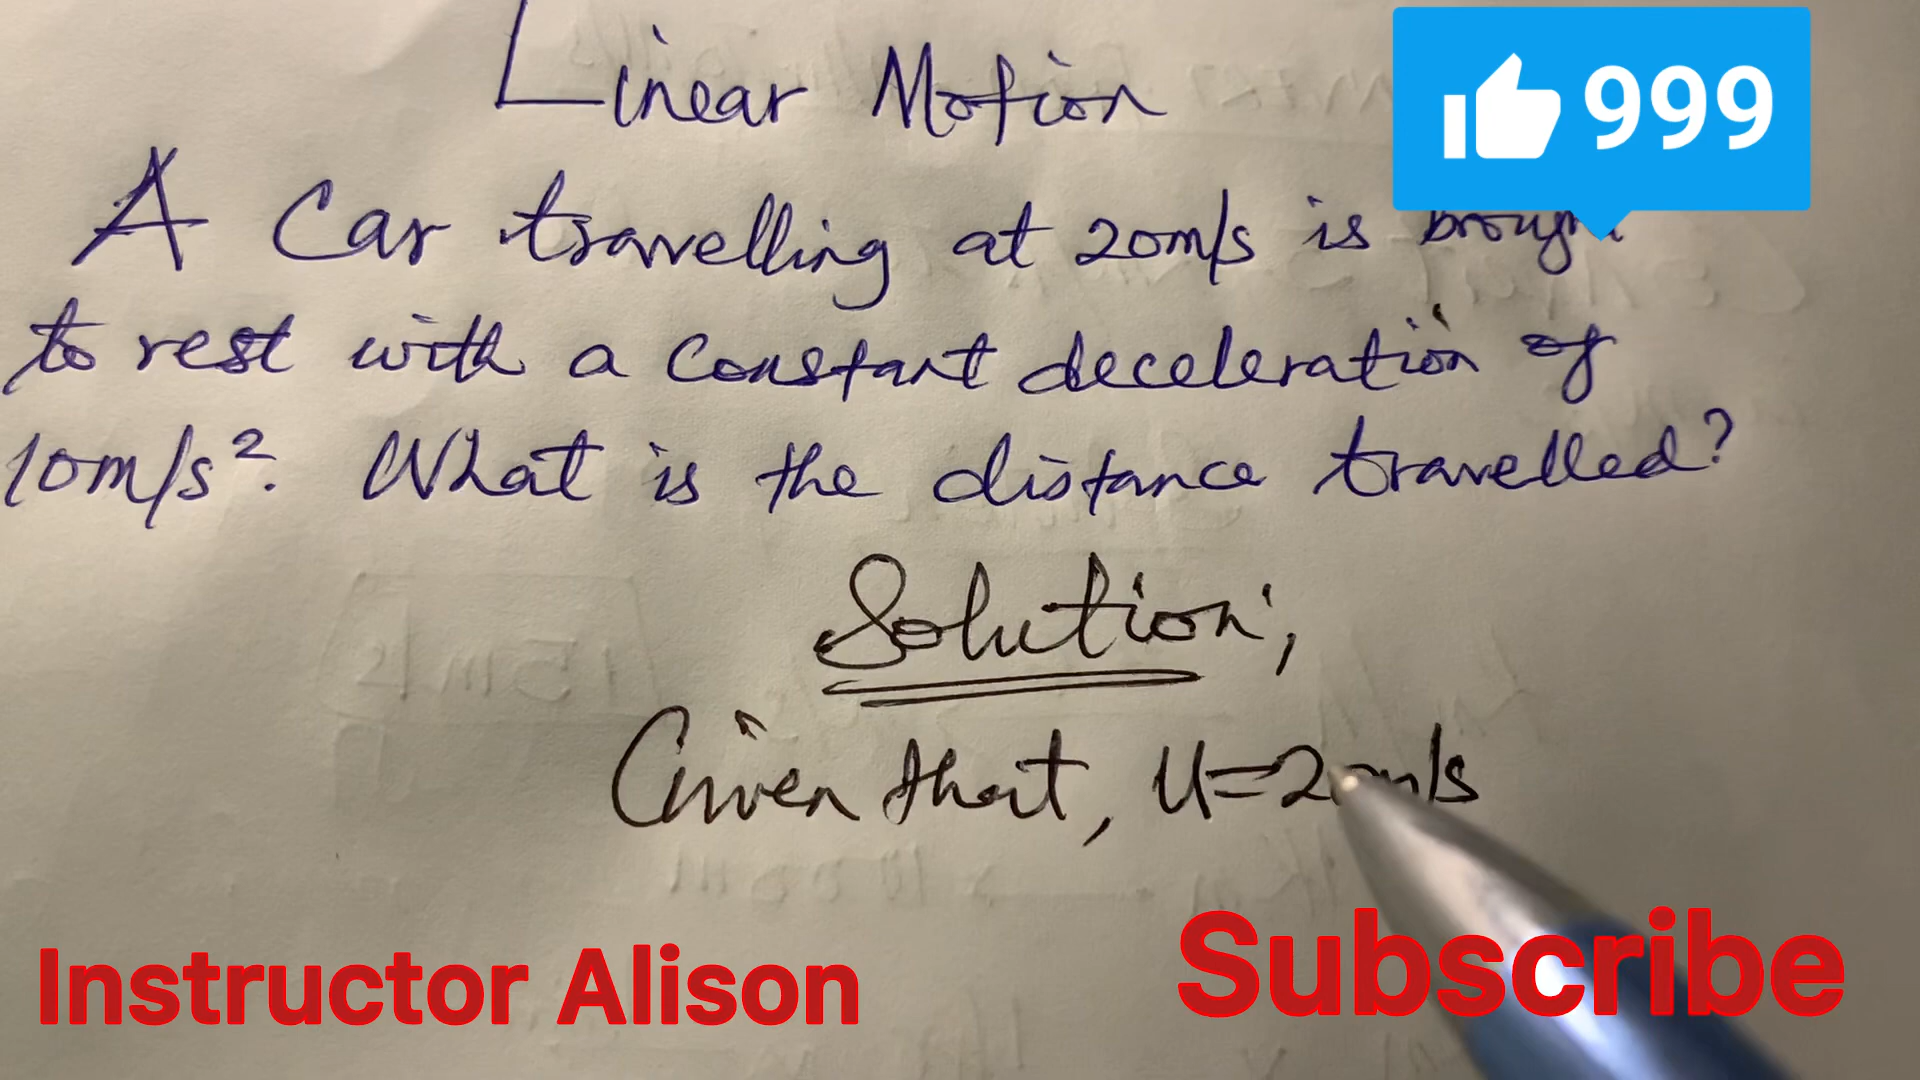 Linear Motion
999
A Car travelling at 20m/s is
to rest with a constant deceleration of
10m/s². What is the distance travelled?
Solution;
Given that, U=2 m/s
Instructor Alison
Subscribe